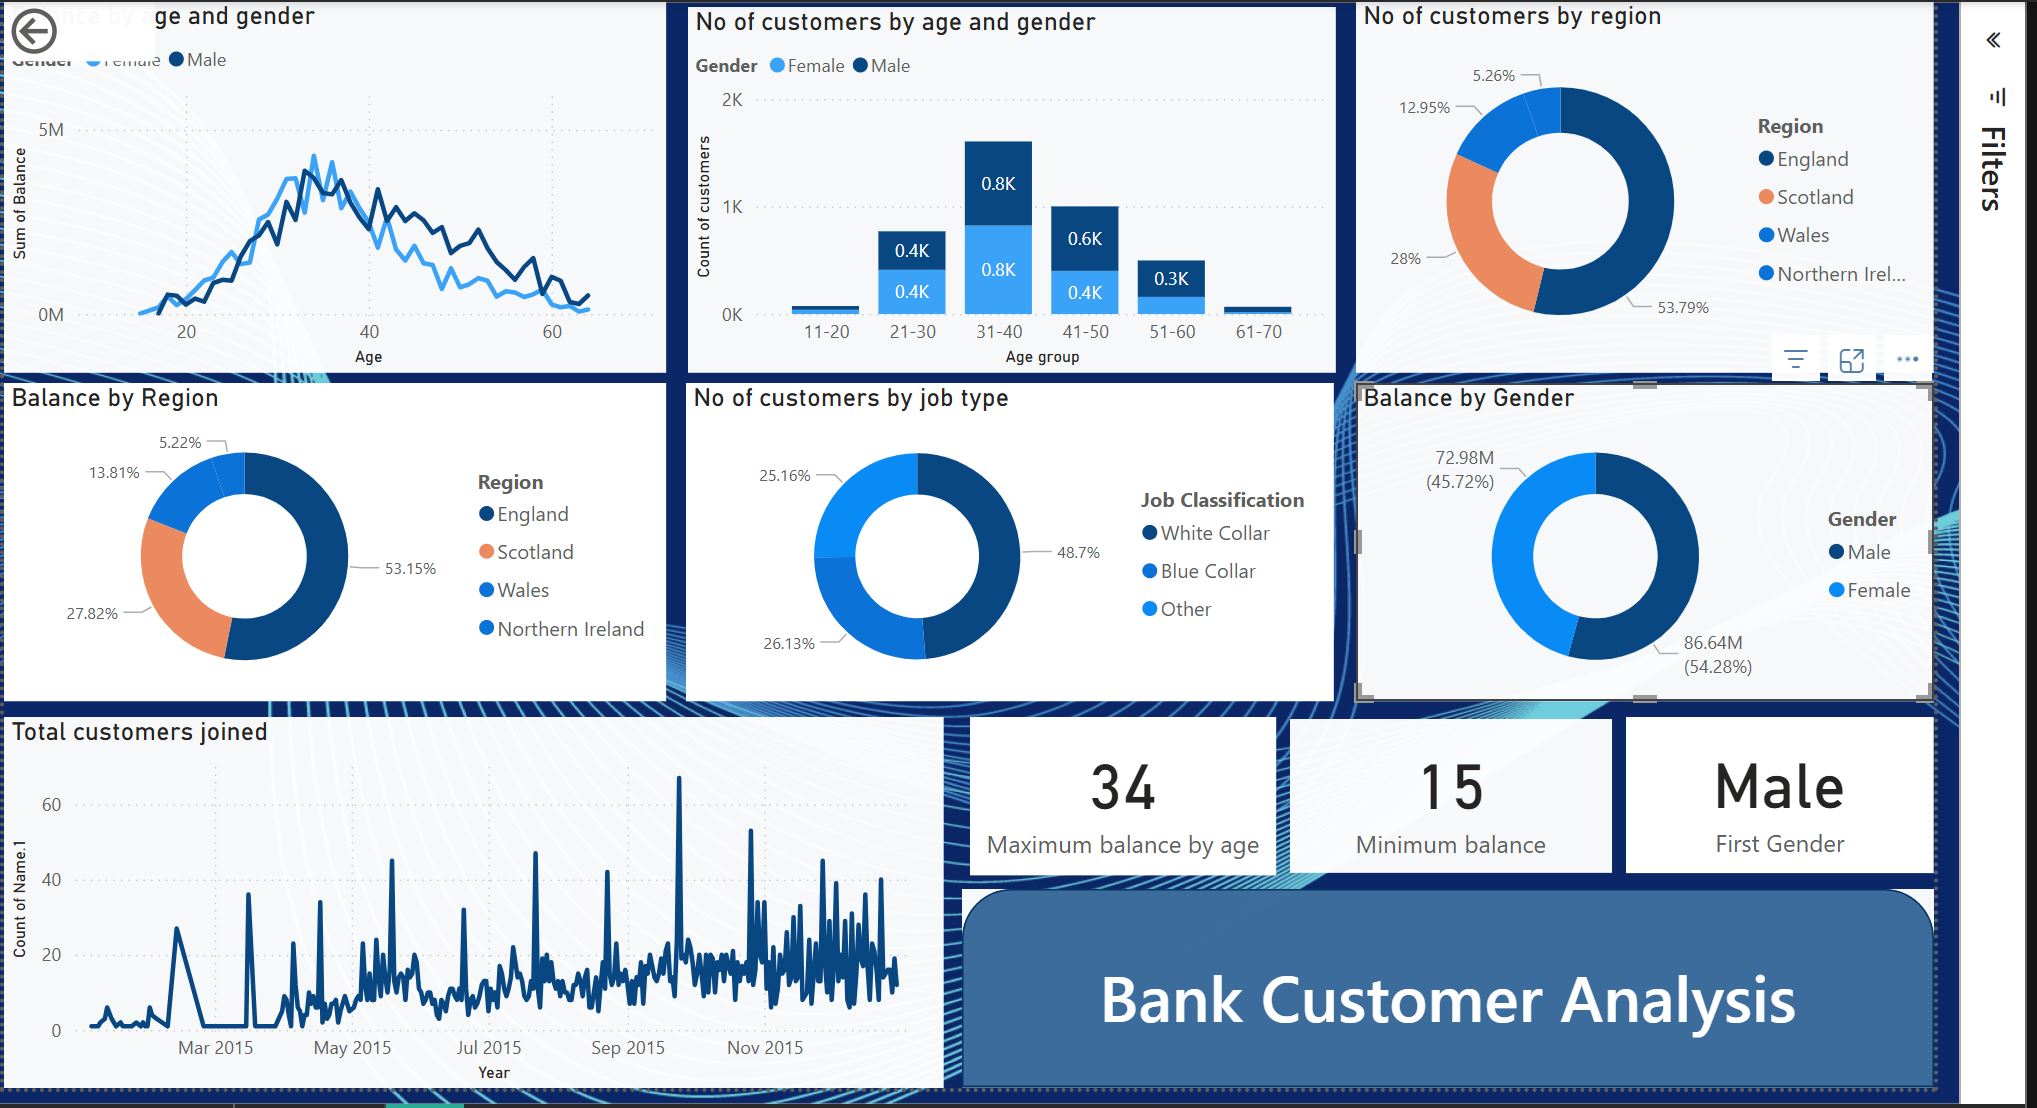 ge and gender
Male
5M
0M
Sum of Balance
20
40
60
Age
No of customers by age and gender
Gender
Female
Male
2K
1K
0K
Count of customers
0.4K
0.4K
0.8K
0.8K
0.6K
0.4K
0.3K
11-20
21-30
31-40
41-50
51-60
61-70
Age group
No of customers by region
5.26%
12.95%
28%
53.79%
Region
England
Scotland
Wales
Northern Irel...
Filters
Balance by Region
5.22%
13.81%
27.82%
53.15%
Region
England
Scotland
Wales
Northern Ireland
No of customers by job type
25.16%
26.13%
48.7%
Job Classification
White Collar
Blue Collar
Other
Balance by Gender
72.98M
(45.72%)
86.64M
(54.28%)
Gender
Male
Female
Total customers joined
60
40
20
0
Count of Name.1
Mar 2015
May 2015
Jul 2015
Sep 2015
Nov 2015
Year
34
Maximum balance by age
15
Minimum balance
Male
First Gender
Bank Customer Analysis